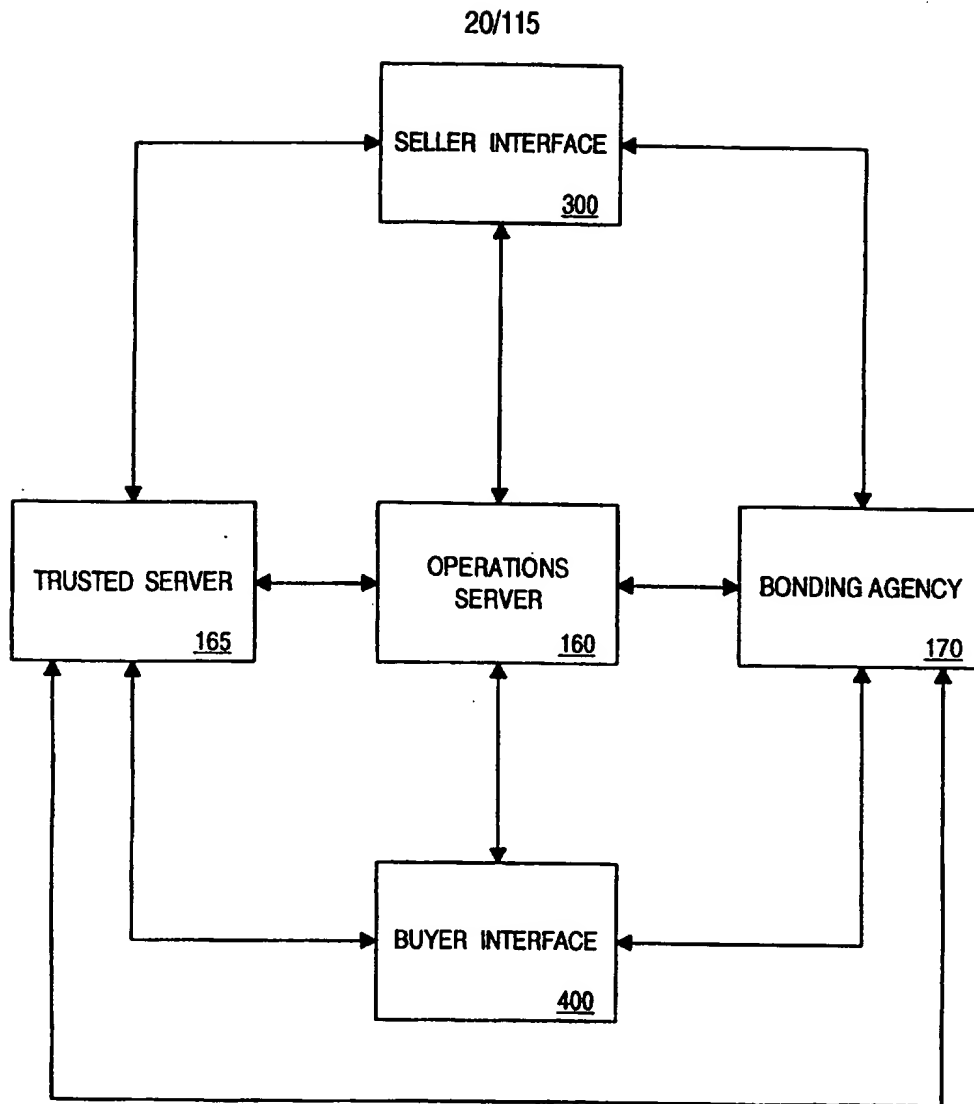 20/115
SELLER INTERFACE
300
TRUSTED SERVER
165
OPERATIONS
SERVER
160
BONDING AGENCY
170
BUYER INTERFACE
400